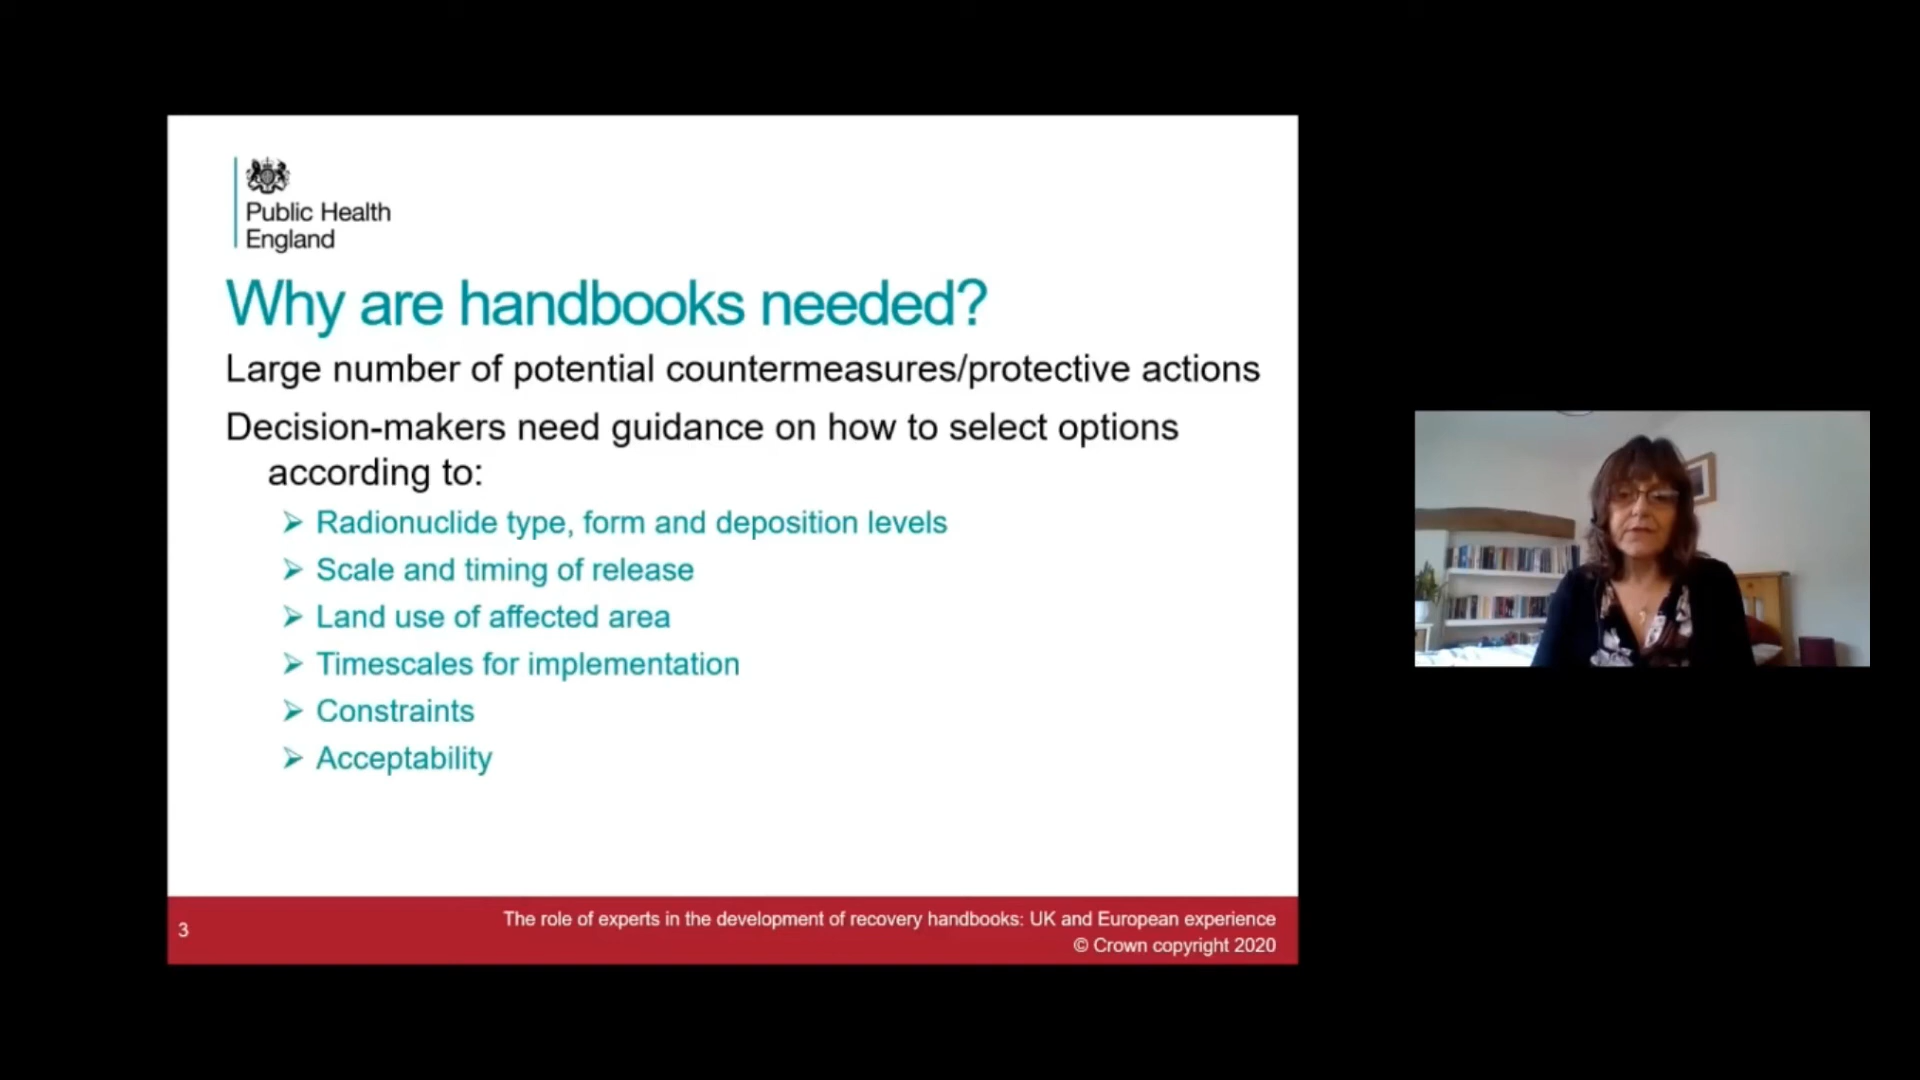 Public Health
England
Why are handbooks needed?
Large number of potential countermeasures/protective actions
Decision-makers need guidance on how to select options
according to:
➢ Radionuclide type, form and deposition levels
➢ Scale and timing of release
➢ Land use of affected area
➢ Timescales for implementation
➢ Constraints
➢ Acceptability
3
The role of experts in the development of recovery handbooks: UK and European experience
© Crown copyright 2020